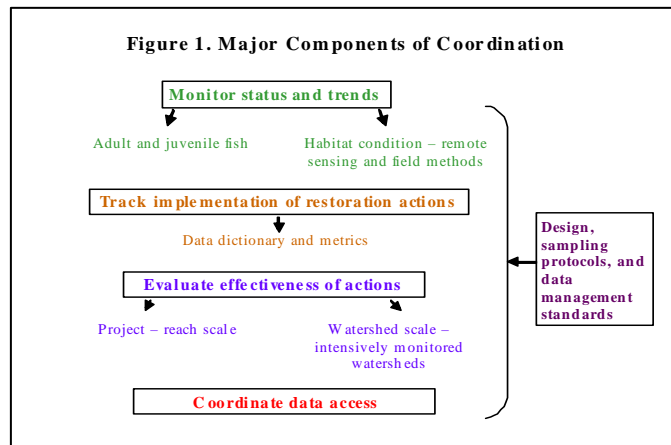 Figure 1. Major Components of Coordination
Monitor status and trends
Adult and juvenile fish
Habitat condition – remote
sensing and field methods
Track implementation of restoration actions
Data dictionary and metrics
Evaluate effectiveness of actions
Project – reach scale
Watershed scale –
intensively monitored
watersheds
Coordinate data access
Design,
sampling
protocols, and
data
management
standards